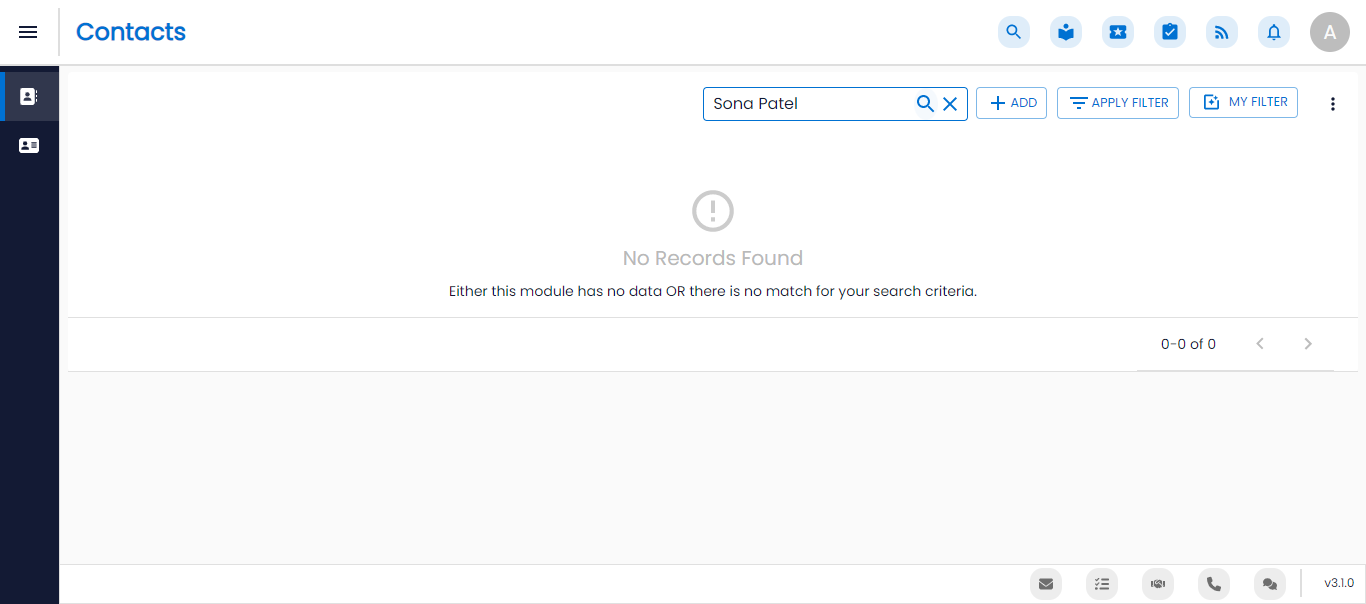 Contacts
A
Sona Patel
ADD
APPLY FILTER
MY FILTER
No Records Found
Either this module has no data OR there is no match for your search criteria.
0-0 of 0
v3.1.0